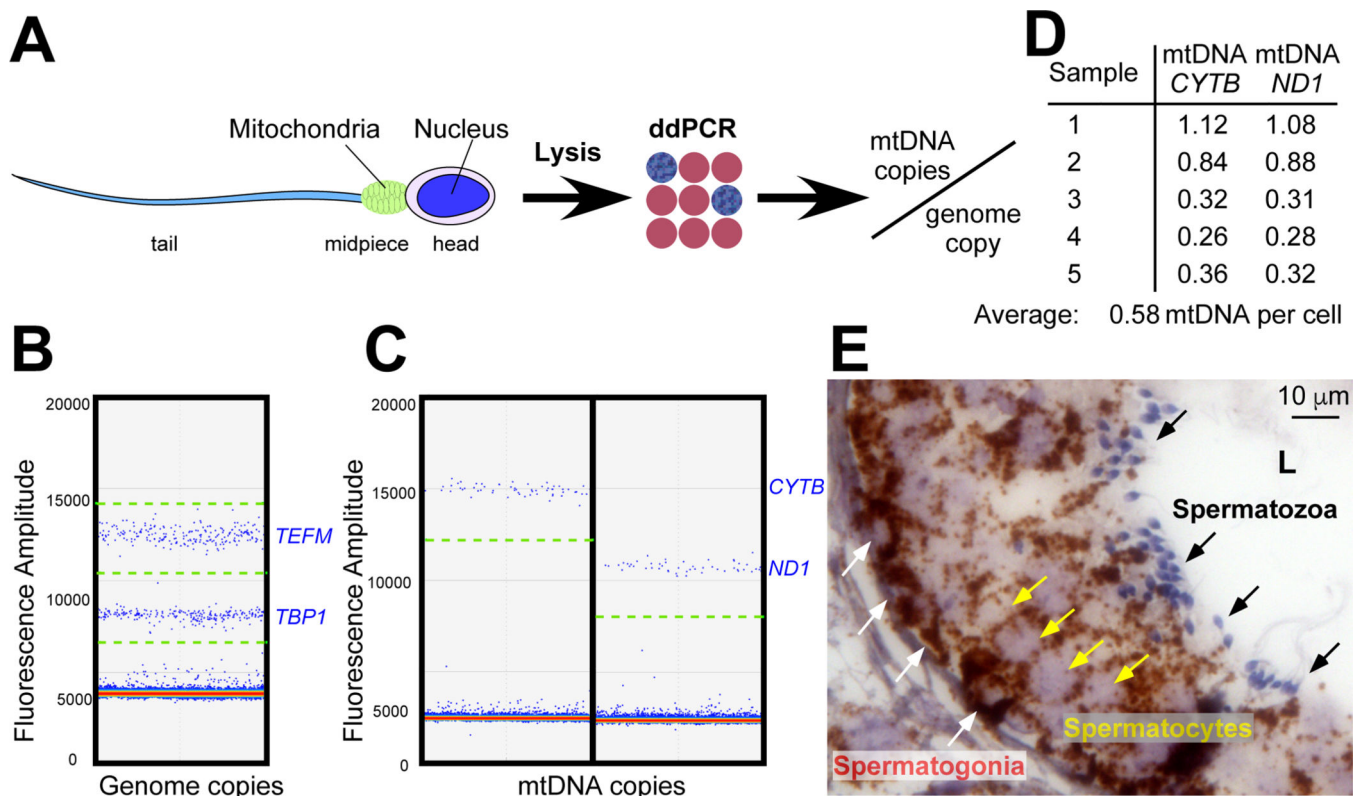 A
Mitochondria
Nucleus
tail
midpiece
head
Lysis
ddPCR
mtDNA
copies
genome
copy
D
Sample
mtDNA mtDNA
CYTB ND1
1 1.12 1.08
2 0.84 0.88
3 0.32 0.31
4 0.26 0.28
5 0.36 0.32
Average: 0.58 mtDNA per cell
B
Fluorescence Amplitude
20000
15000
10000
5000
0
TEFM
TBP1
Genome copies
C
Fluorescence Amplitude
20000
15000
10000
5000
0
CYTB
ND1
mtDNA copies
E
10 μm
L
Spermatozoa
Spermatocytes
Spermatogonia